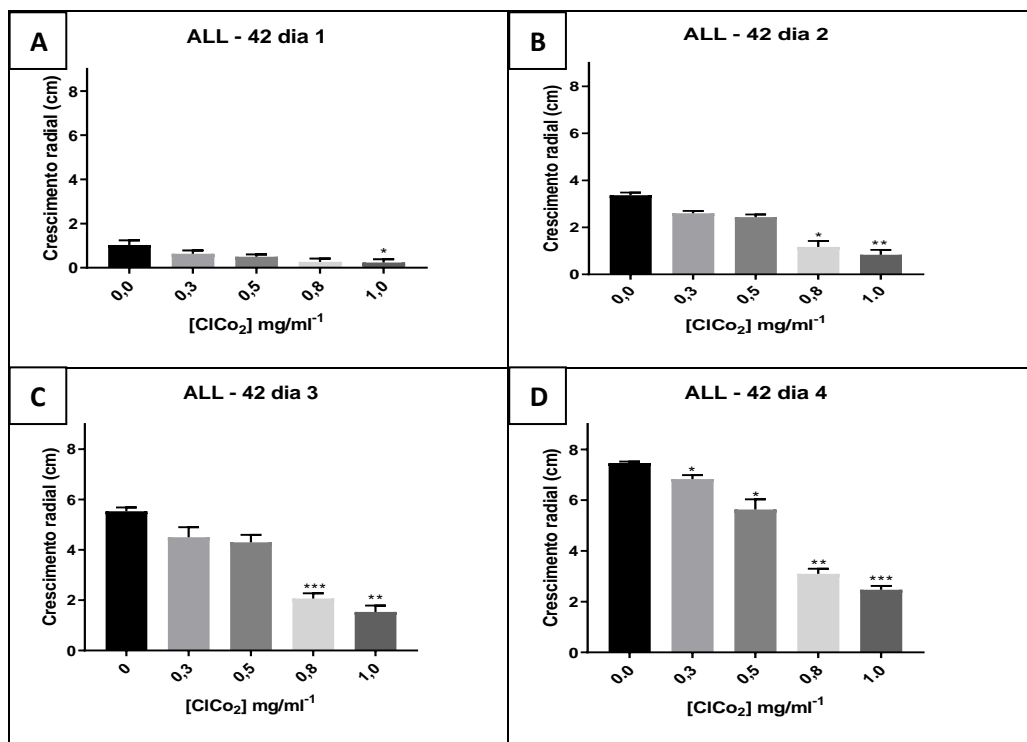 A
ALL - 42 dia 1
Crescimento radial (cm)
8
6
4
2
0
*
0,0 0,3 0,5 0,8 1,0
[ClCo₂] mg/ml⁻¹
B
ALL - 42 dia 2
Crescimento radial (cm)
8
6
4
2
0
* **
0,0 0,3 0,5 0,8 1.0
[ClCo₂] mg/ml⁻¹
C
ALL - 42 dia 3
Crescimento radial (cm)
8
6
4
2
0
*** **
0 0,3 0,5 0,8 1,0
[ClCo₂] mg/ml⁻¹
D
ALL - 42 dia 4
Crescimento radial (cm)
8
6
4
2
0
* * ** ***
0.0 0,3 0,5 0,8 1,0
[ClCo₂] mg/ml⁻¹